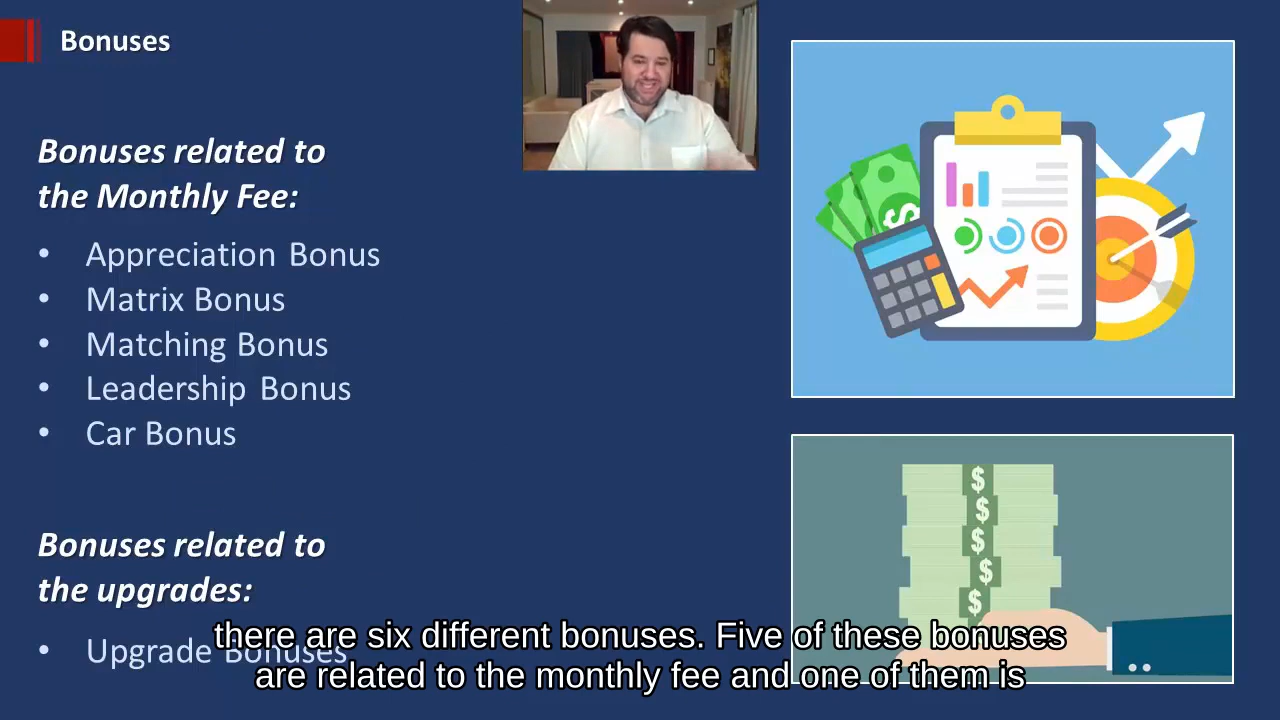 Bonuses
Bonuses related to
the Monthly Fee:
• Appreciation Bonus
• Matrix Bonus
• Matching Bonus
• Leadership Bonus
• Car Bonus
Bonuses related to
the upgrades:
• Upgrade Bonuses
there are six different bonuses. Five of these bonuses
are related to the monthly fee and one of them is
$
$
$
$
$
$